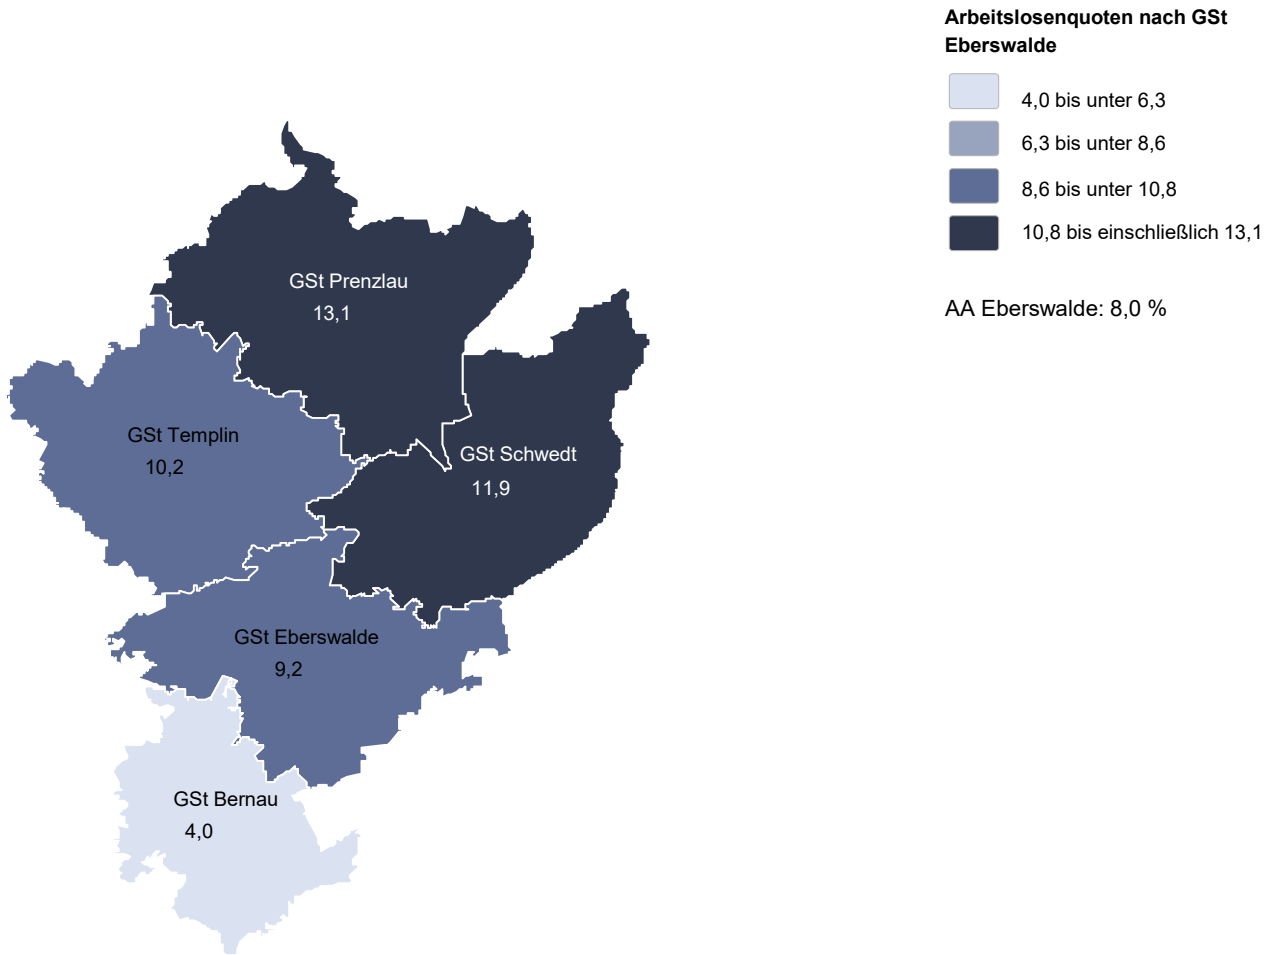 Arbeitslosenquoten nach GSt
Eberswalde
4,0 bis unter 6,3
6,3 bis unter 8,6
8,6 bis unter 10,8
10,8 bis einschließlich 13,1
AA Eberswalde: 8,0 %
GSt Prenzlau
13,1
GSt Templin
10,2
GSt Schwedt
11,9
GSt Eberswalde
9,2
GSt Bernau
4,0